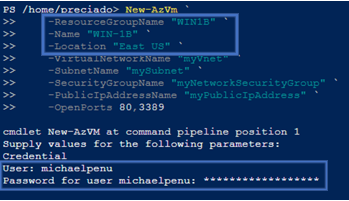 PS /home/preciado> New-AzVm `
>>     -ResourceGroupName "WIN1B" `
>>     -Name "WIN-1B" `
>>     -Location "East US" `
>>     -VirtualNetworkName "myVnet" `
>>     -SubnetName "mySubnet" `
>>     -SecurityGroupName "myNetworkSecurityGroup" `
>>     -PublicIpAddressName "myPublicIpAddress" `
>>     -OpenPorts 80,3389
cmdlet New-AzVM at command pipeline position 1
Supply values for the following parameters:
Credential
User: michaelpenu
Password for user michaelpenu: ******************